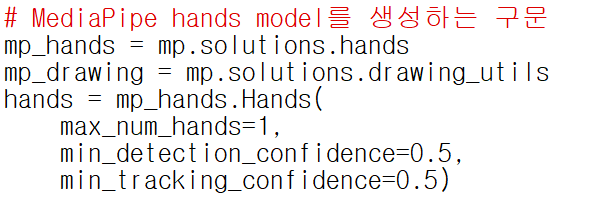 # MediaPipe hands model를 생성하는 구문
mp_hands = mp.solutions.hands
mp_drawing = mp.solutions.drawing_utils
hands = mp_hands.Hands(
    max_num_hands=1,
    min_detection_confidence=0.5,
    min_tracking_confidence=0.5)